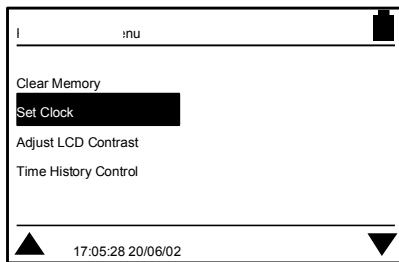 Clear Memory
Set Clock
Adjust LCD Contrast
Time History Control
17:05:28 20/06/02